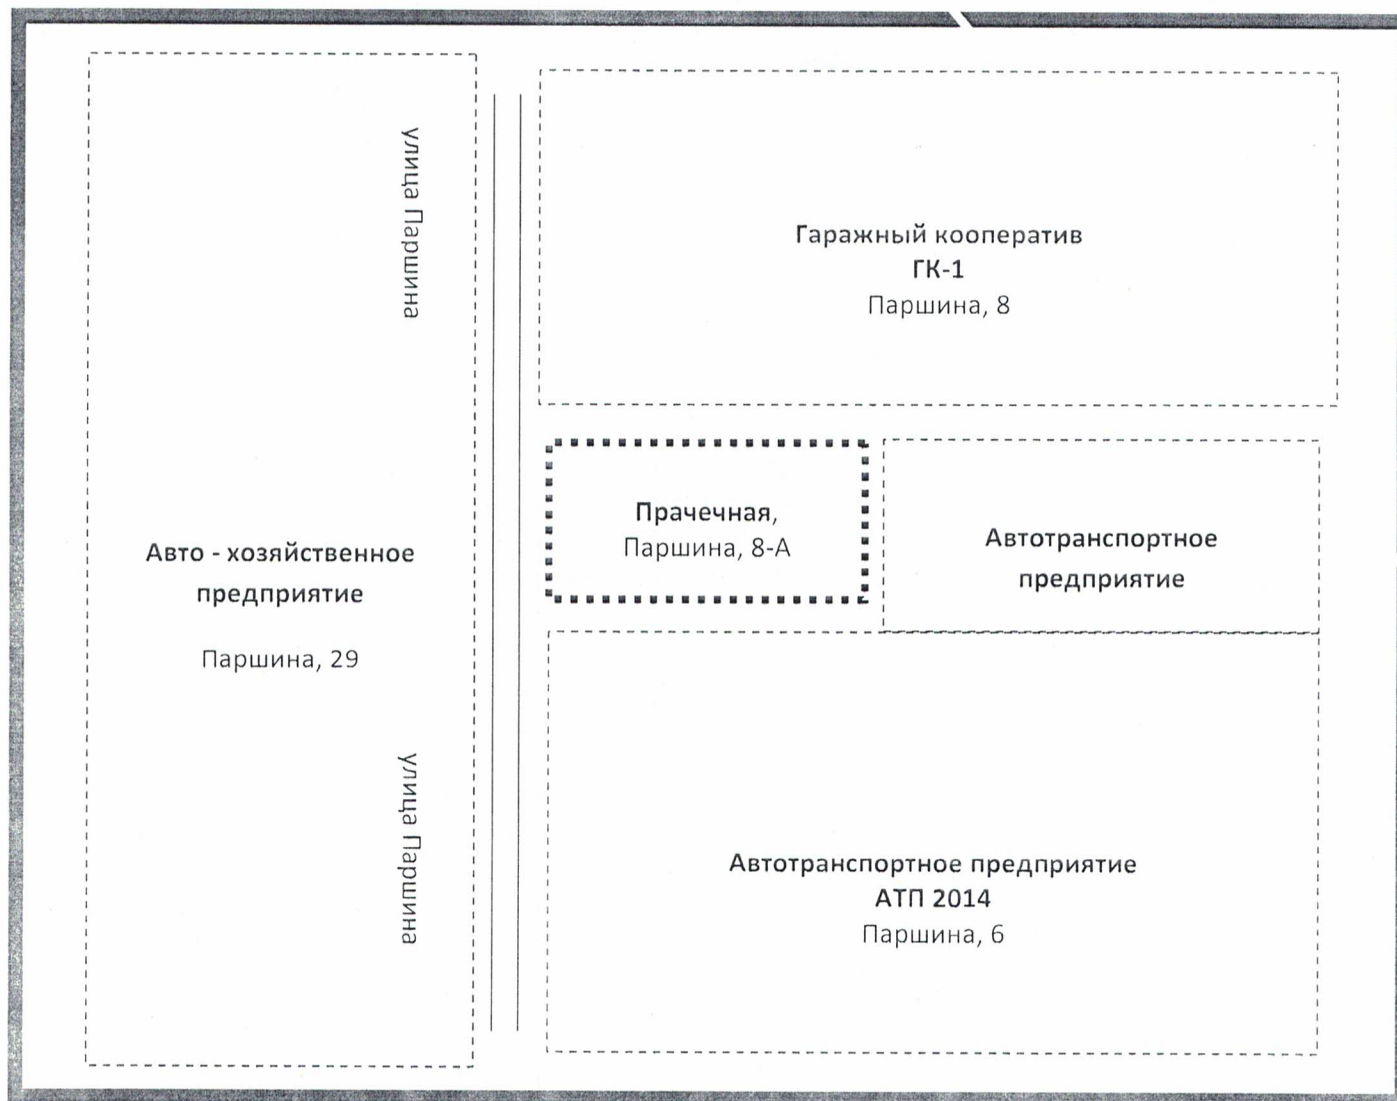 улица Паршина
Гаражный кооператив
ГК-1
Паршина, 8
Прачечная,
Паршина, 8-А
Автотранспортное
предприятие
Авто - хозяйственное
предприятие
Паршина, 29
улица Паршина
Автотранспортное предприятие
АТП 2014
Паршина, 6